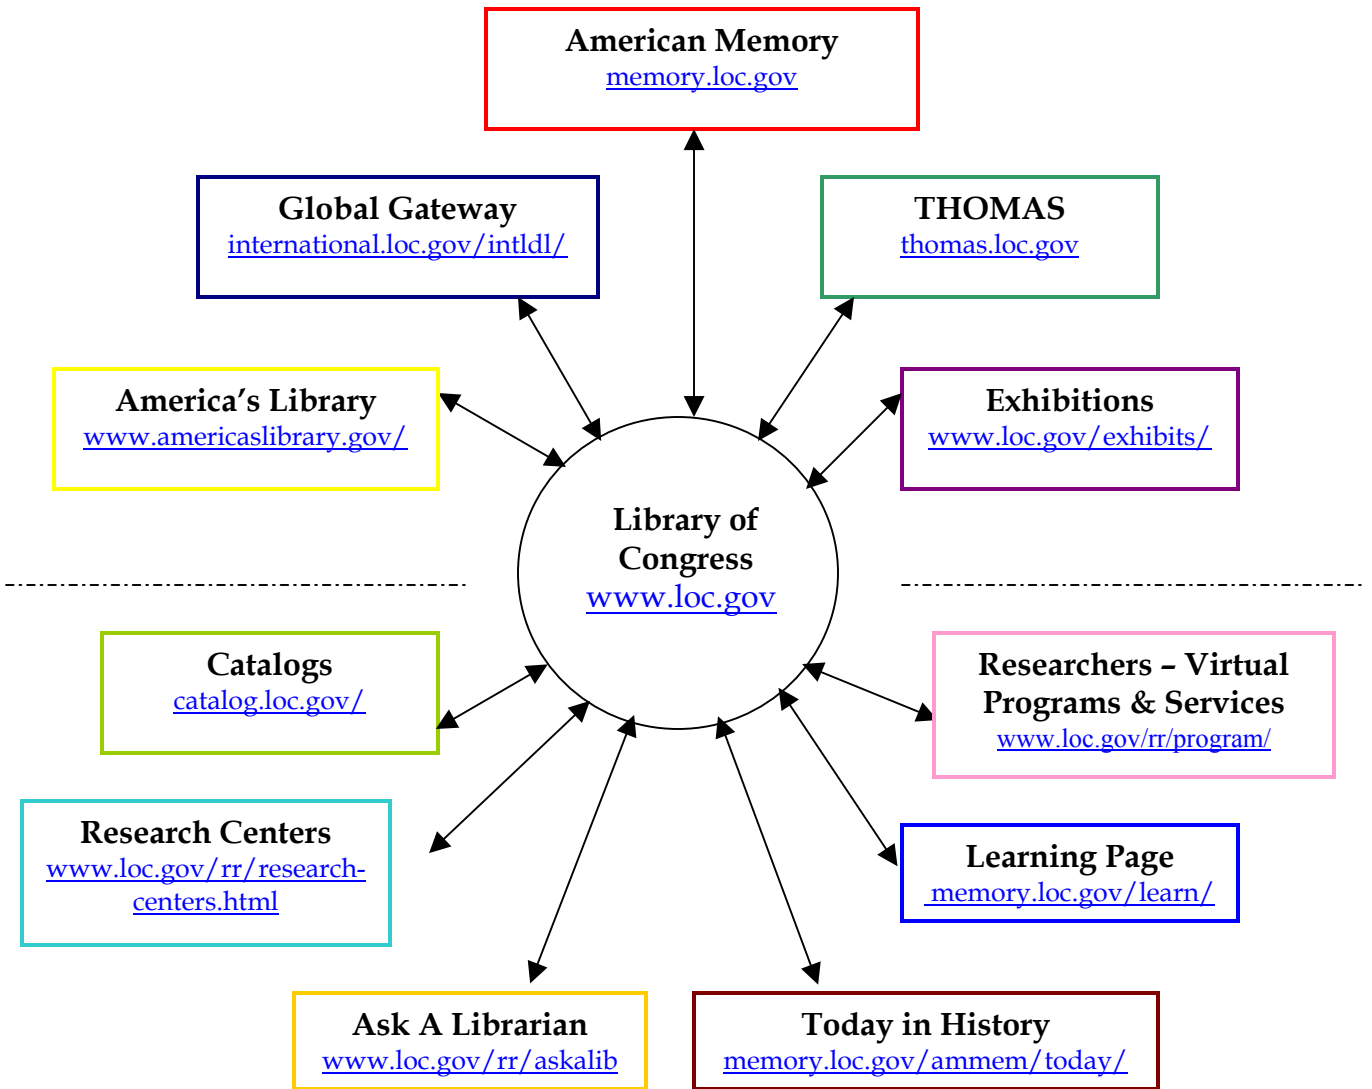 American Memory
memory.loc.gov
Global Gateway
international.loc.gov/intldl/
THOMAS
thomas.loc.gov
America’s Library
www.americaslibrary.gov/
Exhibitions
www.loc.gov/exhibits/
Library of
Congress
www.loc.gov
Catalogs
catalog.loc.gov/
Researchers – Virtual
Programs & Services
www.loc.gov/rr/program/
Research Centers
www.loc.gov/rr/research-
centers.html
Learning Page
memory.loc.gov/learn/
Ask A Librarian
www.loc.gov/rr/askalib
Today in History
memory.loc.gov/ammem/today/